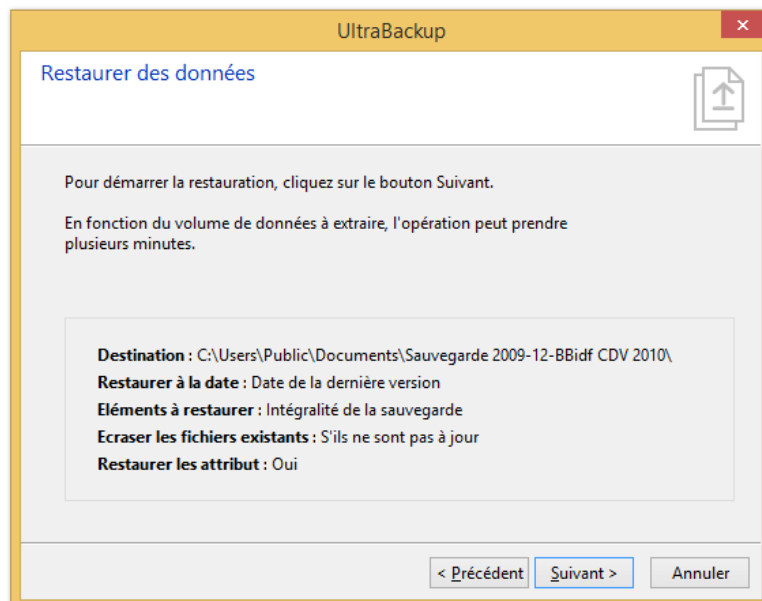 UltraBackup
Restaurer des données
Pour démarrer la restauration, cliquez sur le bouton Suivant.
En fonction du volume de données à extraire, l'opération peut prendre
plusieurs minutes.
Destination : C:\Users\Public\Documents\Sauvegarde 2009-12-BBidf CDV 2010\
Restaurer à la date : Date de la dernière version
Eléments à restaurer : Intégralité de la sauvegarde
Ecraser les fichiers existants : S'ils ne sont pas à jour
Restaurer les attribut : Oui
< Précédent Suivant > Annuler